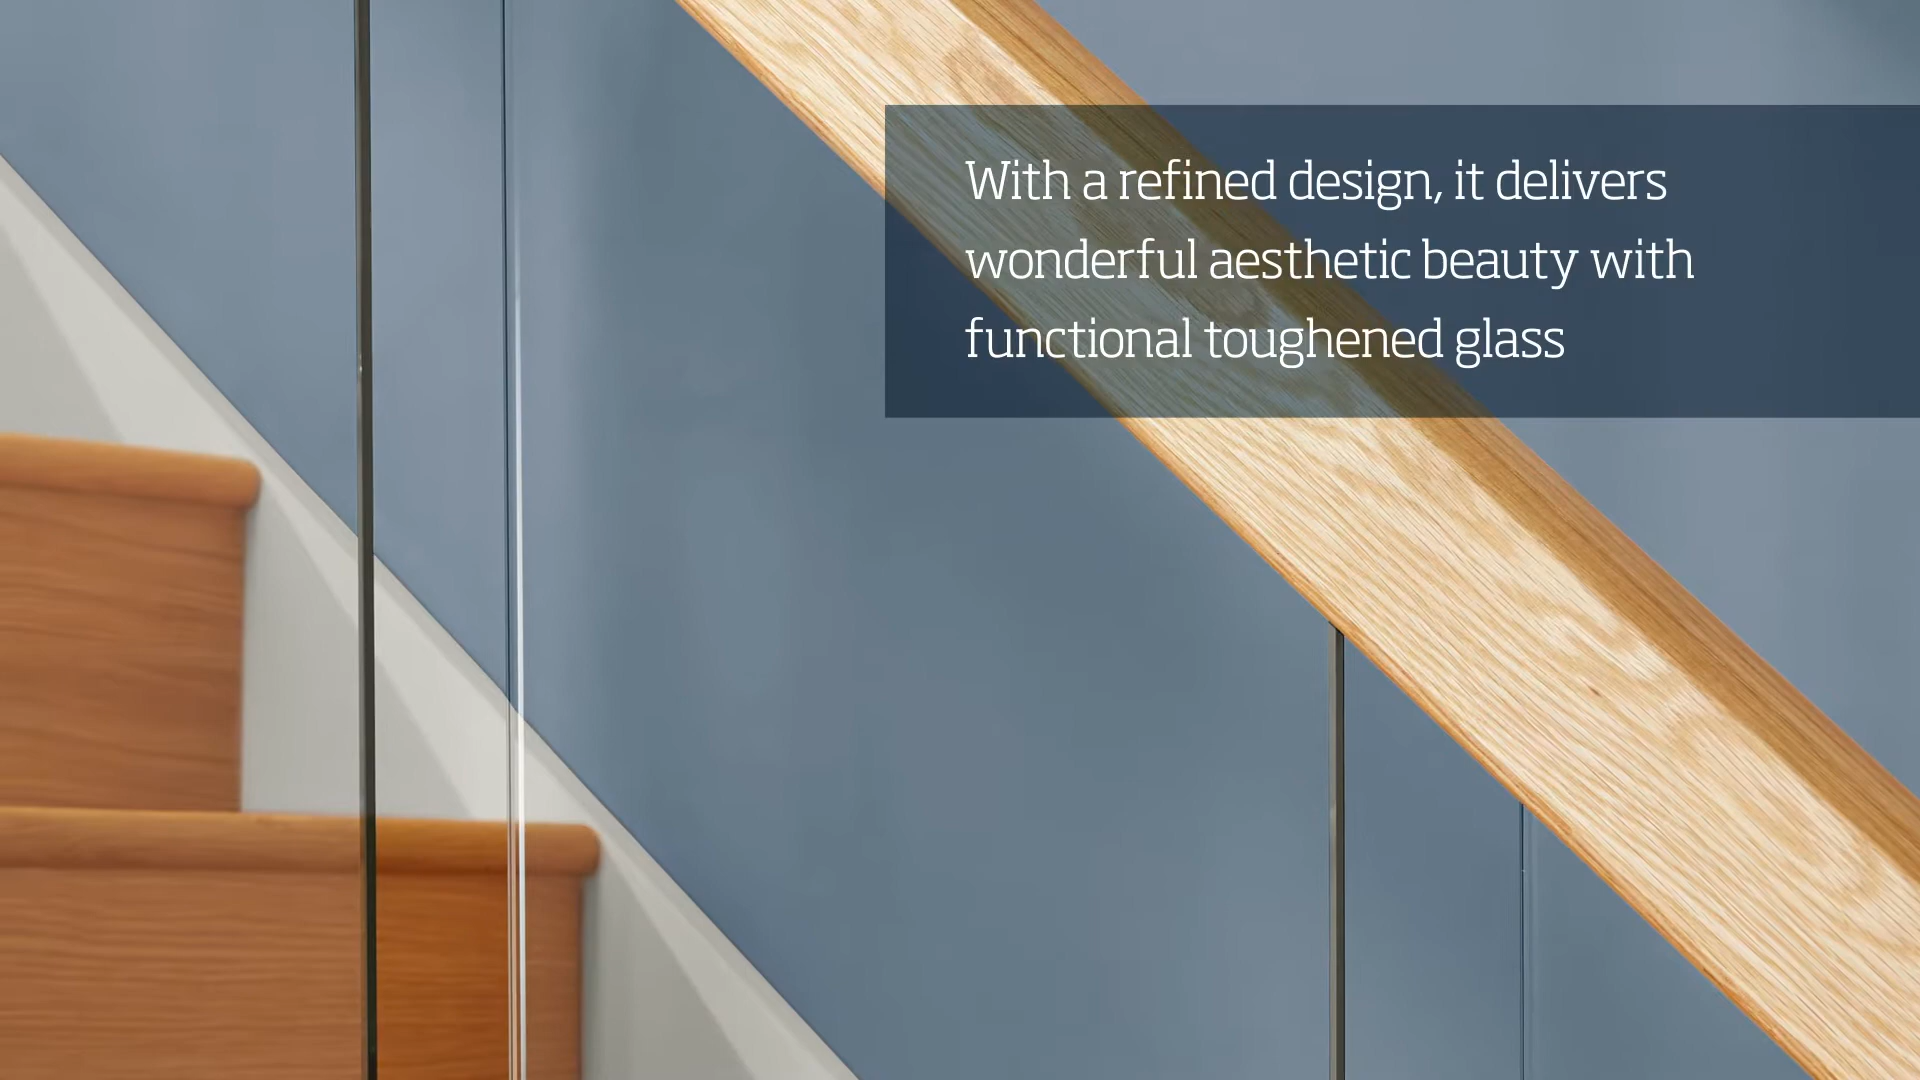 With a refined design, it delivers
wonderful aesthetic beauty with
functional toughened glass